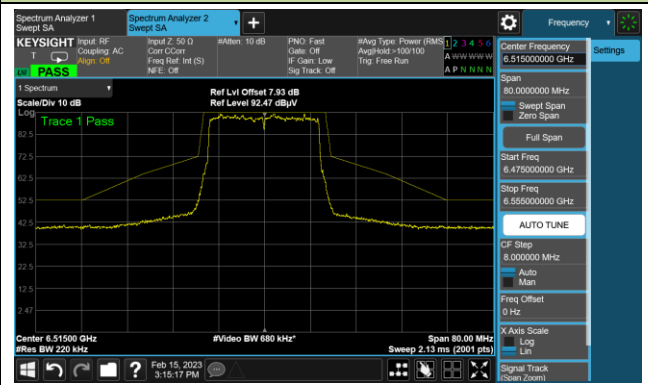 Spectrum Analyzer 1
Swept SA
Spectrum Analyzer 2
Swept SA
Frequency
KEYSIGHT
Input: RF
Coupling: AC
Align: Off
Input Z: 50 Ω
Corr CCorr
Freq Ref: Int (S)
NFE: Off
#Atten: 10 dB
PNO: Fast
Gate: Off
IF Gain: Low
Sig Track: Off
#Avg Type: Power (RMS)
Avg|Hold:>100/100
Trig: Free Run
1 2 3 4 5 6
A W W W W W
A P N N N N
T
LXI PASS
1 Spectrum
Scale/Div 10 dB
Ref Lvl Offset 7.93 dB
Ref Level 92.47 dBµV
Log
Trace 1 Pass
82.5
72.5
62.5
52.5
42.5
32.5
22.5
12.5
2.47
Center 6.51500 GHz
#Res BW 220 kHz
#Video BW 680 kHz*
Span 80.00 MHz
Sweep 2.13 ms (2001 pts)
Feb 15, 2023
3:15:17 PM
Center Frequency
6.515000000 GHz
Settings
Span
80.0000000 MHz
Swept Span
Zero Span
Full Span
Start Freq
6.475000000 GHz
Stop Freq
6.555000000 GHz
AUTO TUNE
CF Step
8.000000 MHz
Auto
Man
Freq Offset
0 Hz
X Axis Scale
Log
Lin
Signal Track
(Span Zoom)